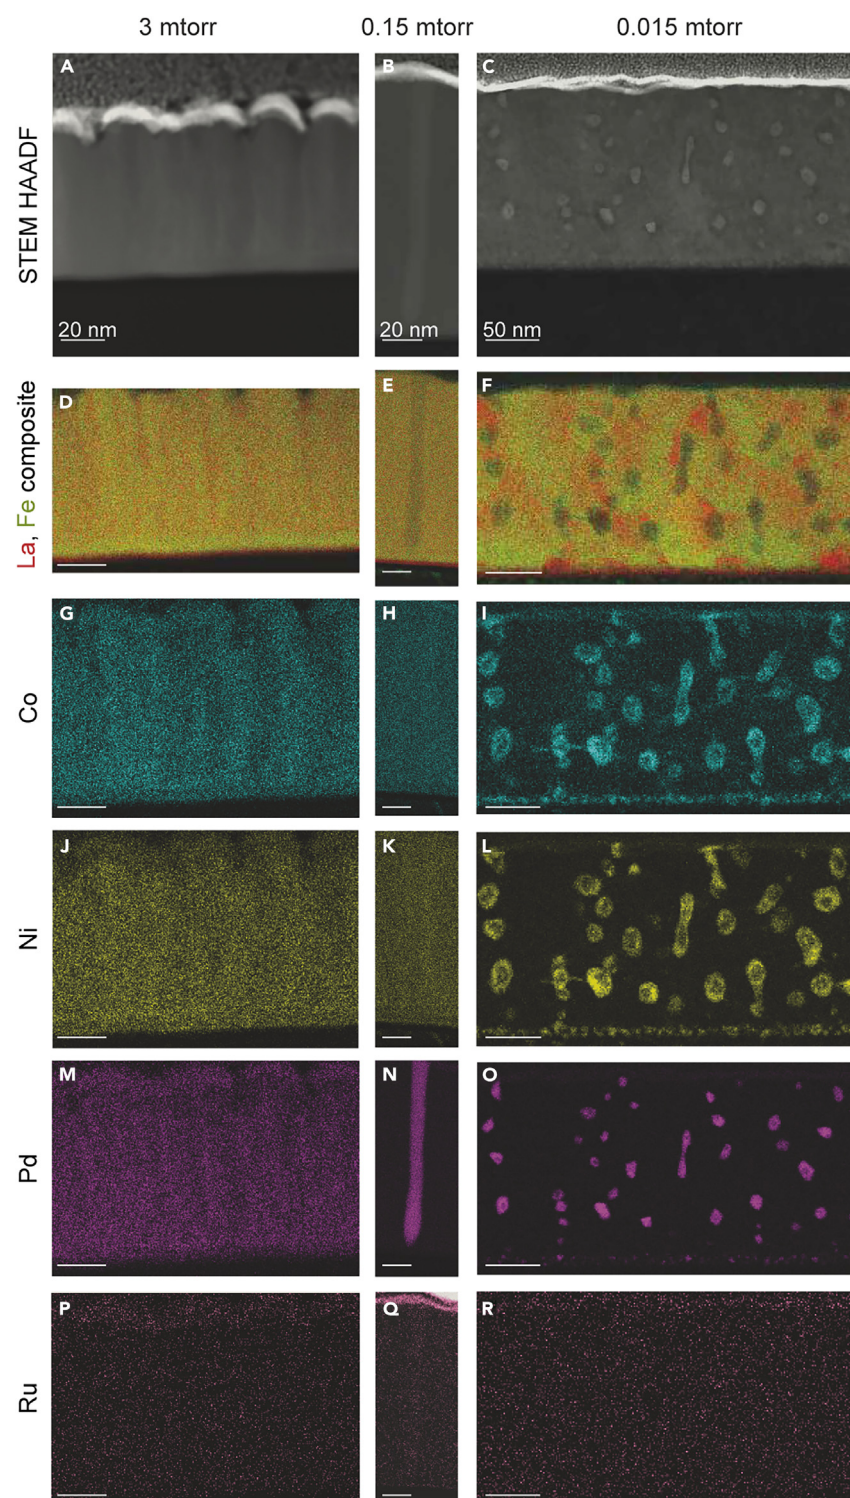 3 mtorr
0.15 mtorr
0.015 mtorr
STEM HAADF
A
B
C
20 nm
20 nm
50 nm
La, Fe composite
D
E
F
Co
G
H
I
Ni
J
K
L
Pd
M
N
O
Ru
P
Q
R